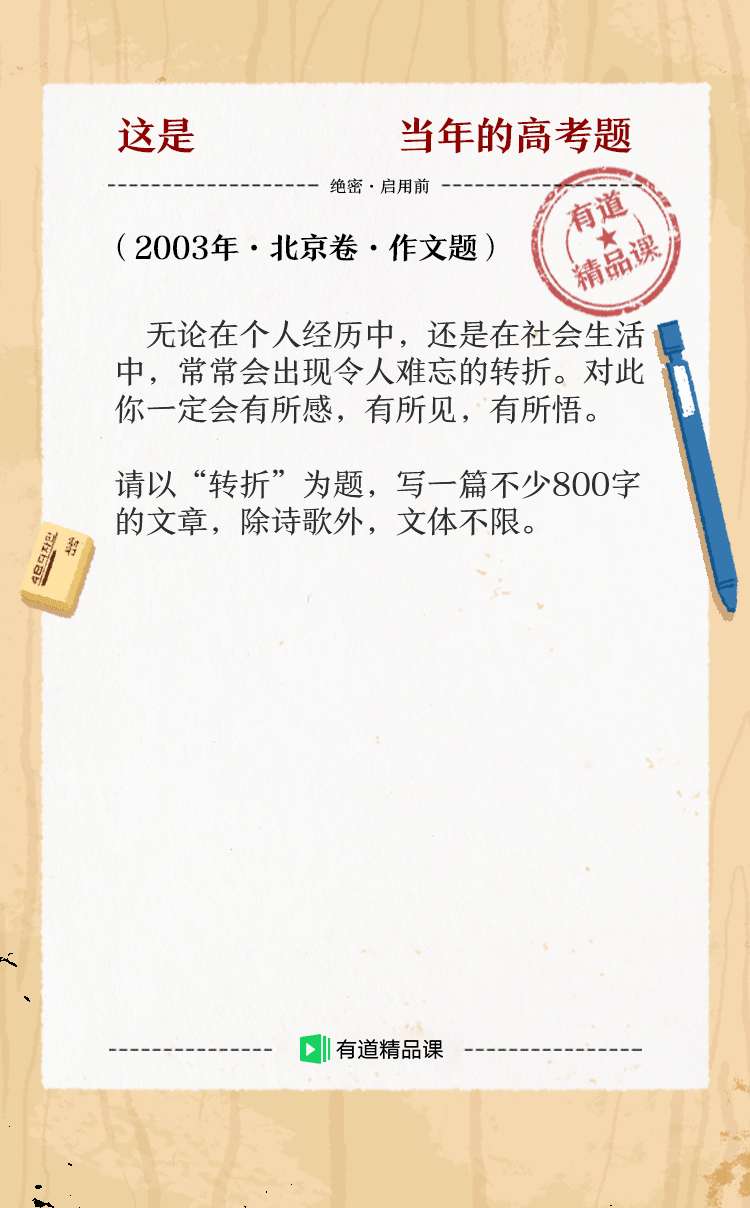 这是 当年的高考题
绝密·启用前
有道
精品课
（2003年·北京卷·作文题）
无论在个人经历中，还是在社会生活
中，常常会出现令人难忘的转折。对此
你一定会有所感，有所见，有所悟。
请以“转折”为题，写一篇不少800字
的文章，除诗歌外，文体不限。
有道精品课